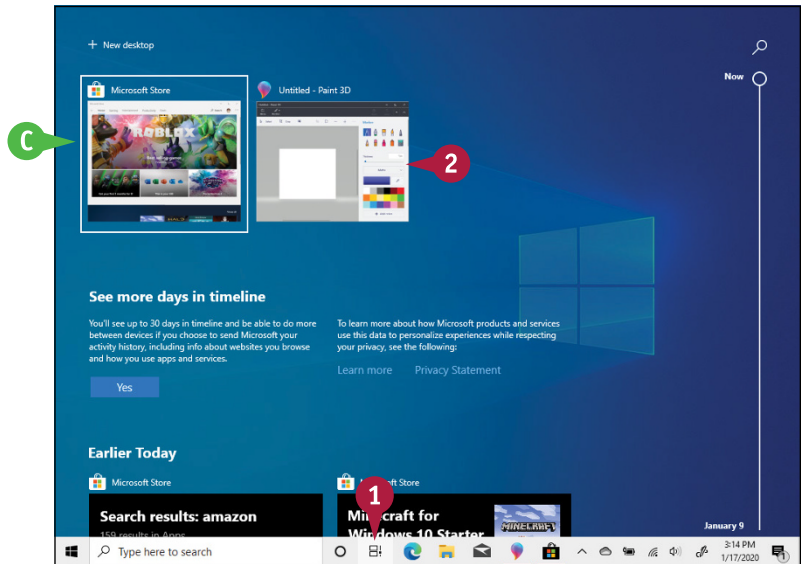 + New desktop
Now
Microsoft Store
Untitled - Paint 3D
C
ROBLOX
2
See more days in timeline
You'll see up to 30 days in timeline and be able to do more
between devices if you choose to send Microsoft your
activity history, including info about websites you browse
and how you use apps and services.
To learn more about how Microsoft products and services
use this data to personalize experiences while respecting
your privacy, see the following:
Learn more Privacy Statement
Yes
Earlier Today
Microsoft Store
Store
1
Search results: amazon
159 results in Apps
Minecraft for
Windows 10 Starter
MINECRAFT
January 9
Type here to search
3:14 PM
1/17/2020
1